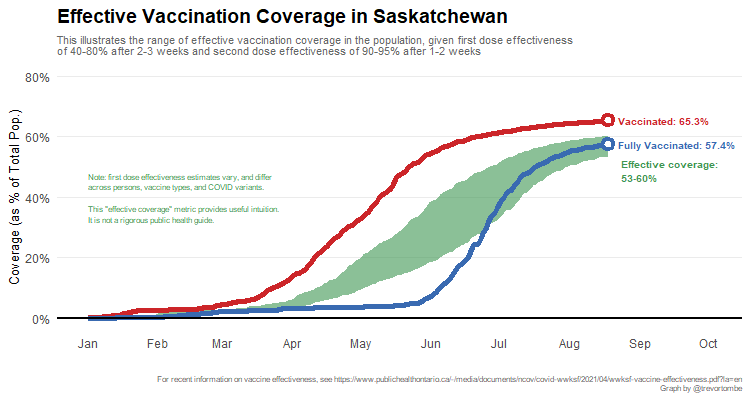 Effective Vaccination Coverage in Saskatchewan
This illustrates the range of effective vaccination coverage in the population, given first dose effectiveness
of 40-80% after 2-3 weeks and second dose effectiveness of 90-95% after 1-2 weeks
Coverage (as % of Total Pop.)
80%
60%
40%
20%
0%
Vaccinated: 65.3%
Fully Vaccinated: 57.4%
Effective coverage:
53-60%
Note: first dose effectiveness estimates vary, and differ
across persons, vaccine types, and COVID variants.
This "effective coverage" metric provides useful intuition.
It is not a rigorous public health guide.
Jan Feb Mar Apr May Jun Jul Aug Sep Oct
For recent information on vaccine effectiveness, see https://www.publichealthontario.ca/-/media/documents/ncov/covid-wwksf/2021/04/wwksf-vaccine-effectiveness.pdf?la=en
Graph by @trevortombe